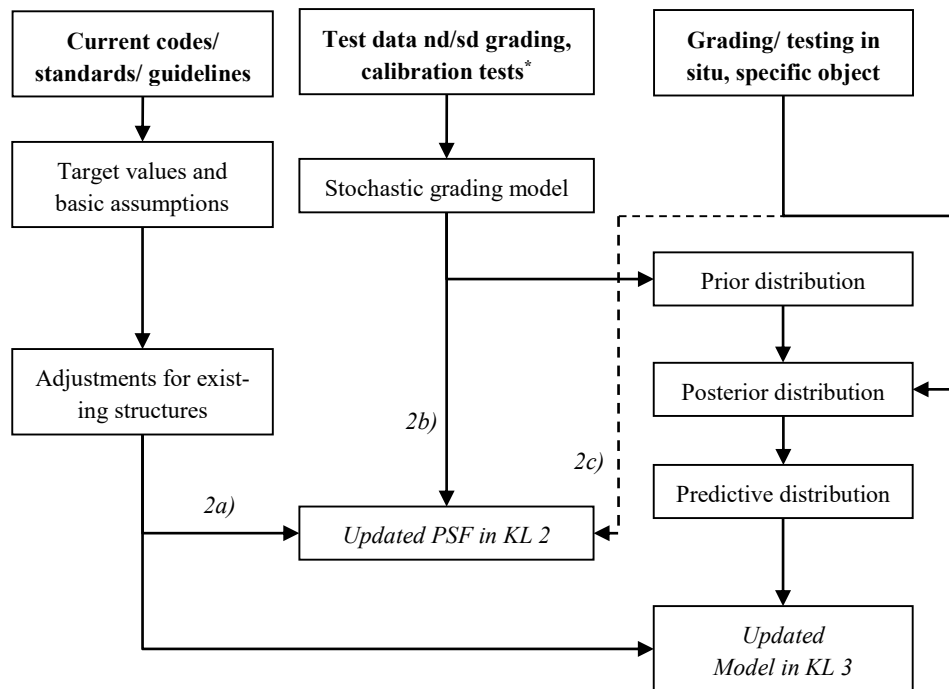 Current codes/
standards/ guidelines
Test data nd/sd grading,
calibration tests*
Grading/ testing in
situ, specific object
Target values and
basic assumptions
Stochastic grading model
Prior distribution
Adjustments for exist-
ing structures
Posterior distribution
2b)
2c)
Predictive distribution
2a)
Updated PSF in KL 2
Updated
Model in KL 3